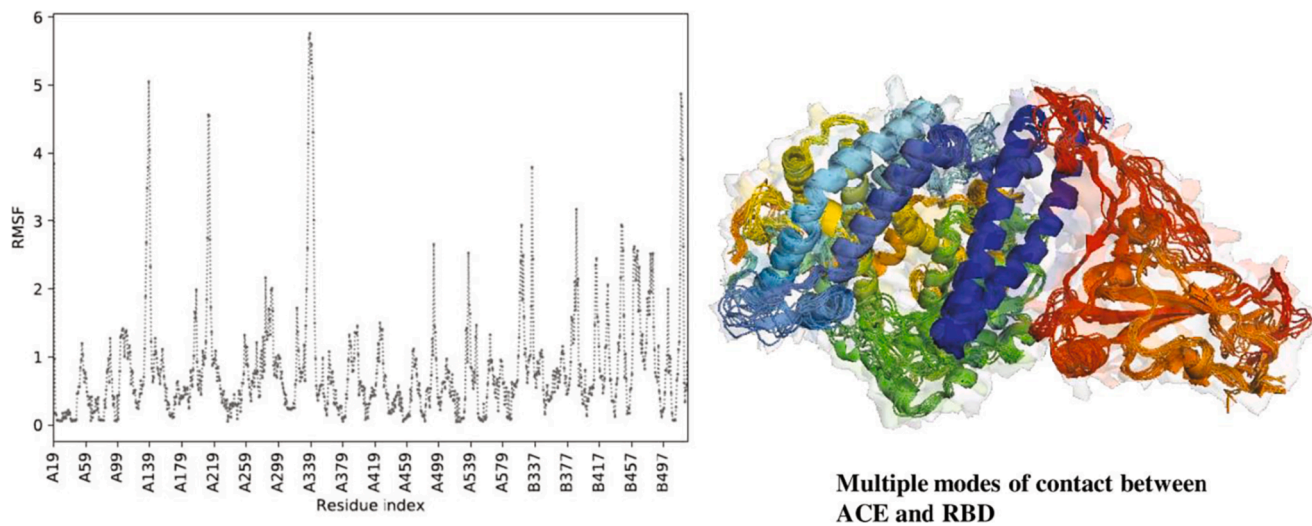 6
5
4
3
2
1
0
RMSF
A19 A59 A99 A139 A179 A219 A259 A299 A339 A379 A419 A459 A499 A539 A579 B337 B377 B417 B457 B497
Residue index
Multiple modes of contact between
ACE and RBD